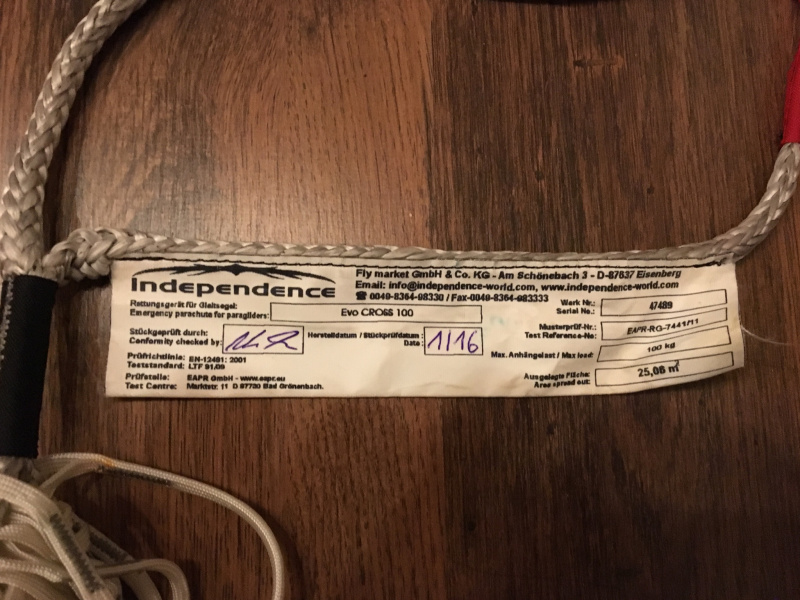 Independence
Fly market GmbH & Co. KG - Am Schönebach 3 - D-87637 Eisenberg
Email: info@independence-world.com, www.independence-world.com
☎ 0049-8364-98330 / Fax-0049-8364-983333
Rettungsgerät für Gleitsegel:
Emergency parachute for paragliders:
Evo CROSS 100
Werk Nr.:
Serial No.:
47489
Stückgeprüft durch:
Conformity checked by:
Herstelldatum / Stückprüfdatum:
Date:
1/16
Musterprüf-Nr.:
Test Reference-No:
EAPR-RG-7441/11
Max. Anhängelast / Max load:
100 kg
Prüfrichtlinie: EN-12491: 2001
Teststandard: LTF 91/09
Prüfstelle: EAPR GmbH - www.eapr.eu
Test Centre: Marktstr. 11 D 87730 Bad Grönenbach.
Ausgelegte Fläche:
Area spread out:
25,06 m²